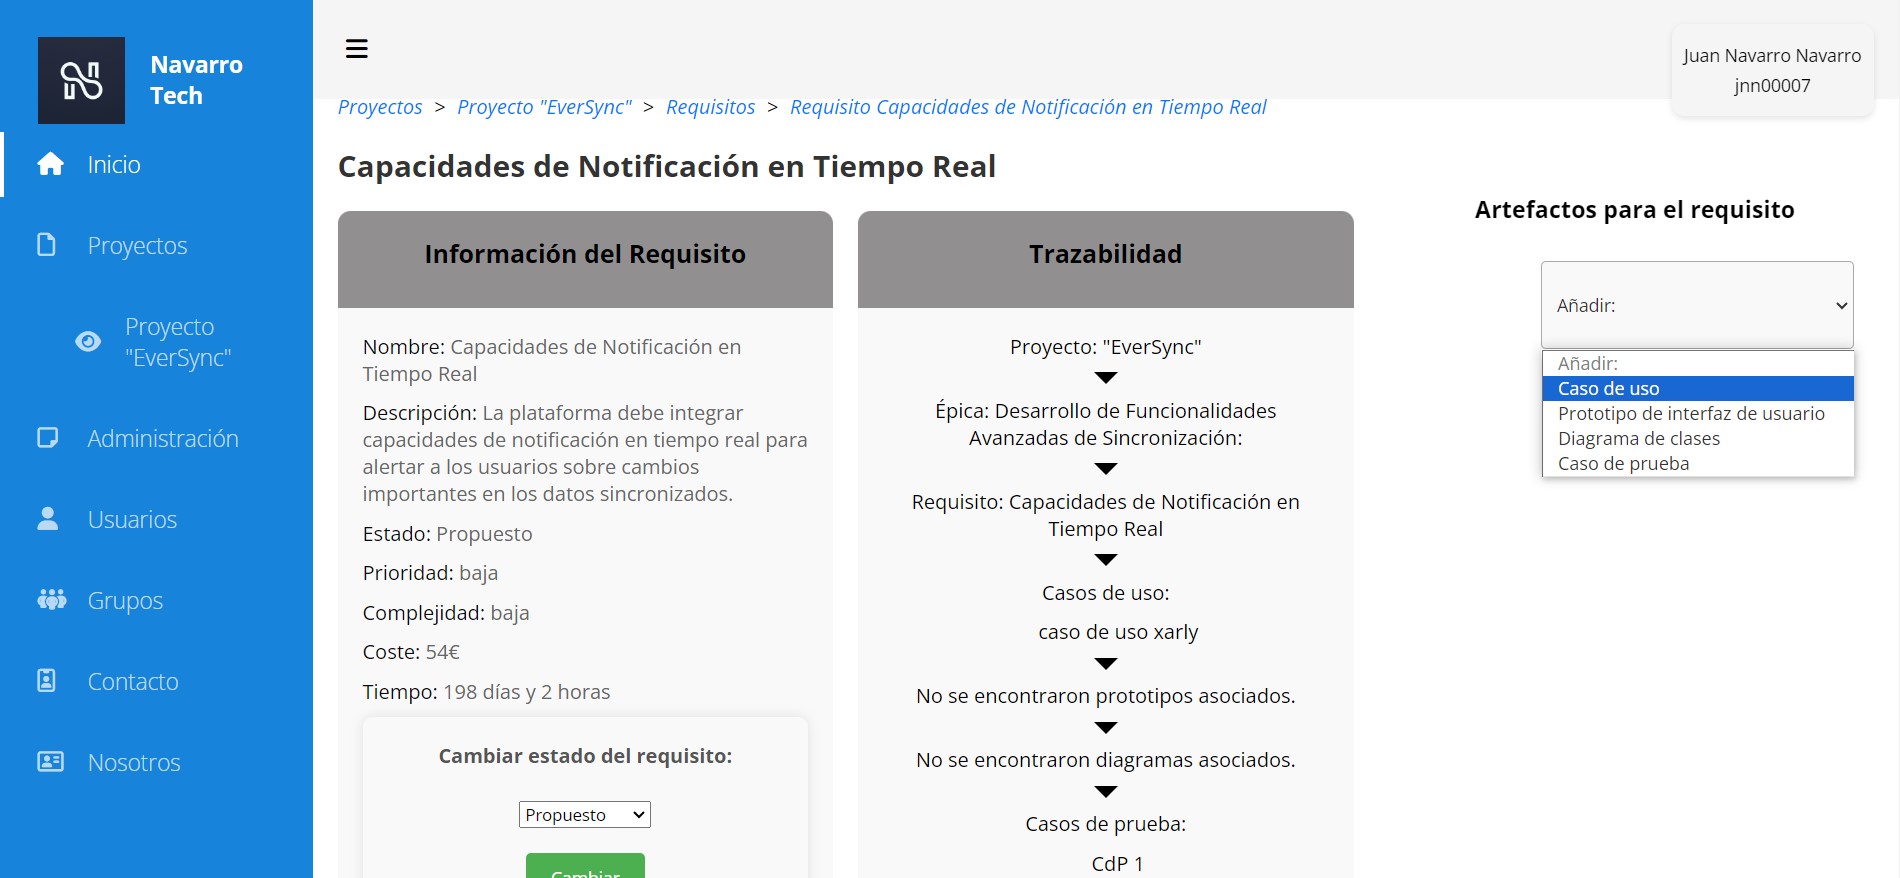 Navarro
Tech
Inicio
Proyectos
Proyecto
"EverSync"
Administración
Usuarios
Grupos
Contacto
Nosotros
Juan Navarro Navarro
jnn00007
Proyectos > Proyecto "EverSync" > Requisitos > Requisito Capacidades de Notificación en Tiempo Real
Capacidades de Notificación en Tiempo Real
Información del Requisito
Nombre: Capacidades de Notificación en
Tiempo Real
Descripción: La plataforma debe integrar
capacidades de notificación en tiempo real para
alertar a los usuarios sobre cambios
importantes en los datos sincronizados.
Estado: Propuesto
Prioridad: baja
Complejidad: baja
Coste: 54€
Tiempo: 198 días y 2 horas
Cambiar estado del requisito:
Propuesto
Cambiar
Trazabilidad
Proyecto: "EverSync"
Épica: Desarrollo de Funcionalidades
Avanzadas de Sincronización:
Requisito: Capacidades de Notificación en
Tiempo Real
Casos de uso:
caso de uso xarly
No se encontraron prototipos asociados.
No se encontraron diagramas asociados.
Casos de prueba:
CdP 1
Artefactos para el requisito
Añadir:
Añadir:
Caso de uso
Prototipo de interfaz de usuario
Diagrama de clases
Caso de prueba